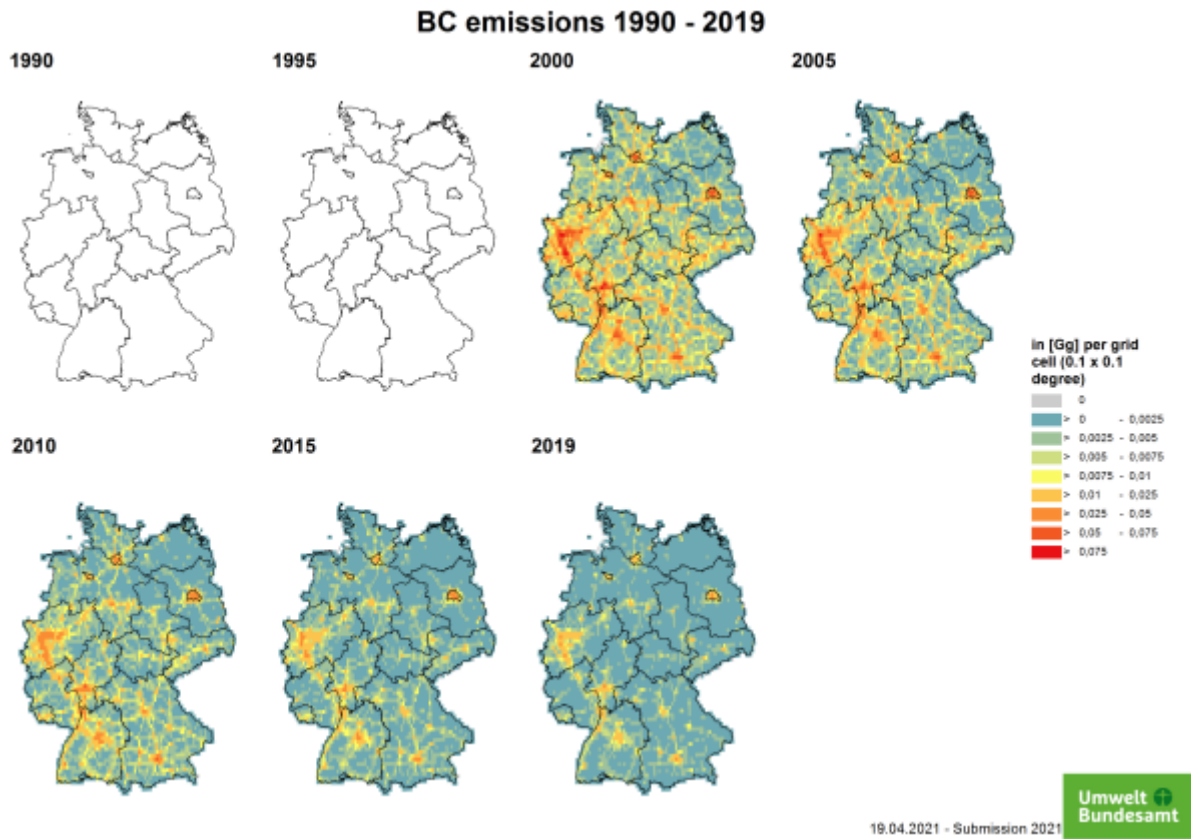 BC emissions 1990 - 2019
1990
1995
2000
2005
in [Gg] per grid
cell (0.1 x 0.1
degree)
0
> 0 - 0,0025
> 0,0025 - 0,005
> 0,005 - 0,0075
> 0,0075 - 0,01
> 0,01 - 0,025
> 0,025 - 0,05
> 0,05 - 0,075
> 0,075
2010
2015
2019
Umwelt
Bundesamt
19.04.2021 - Submission 2021